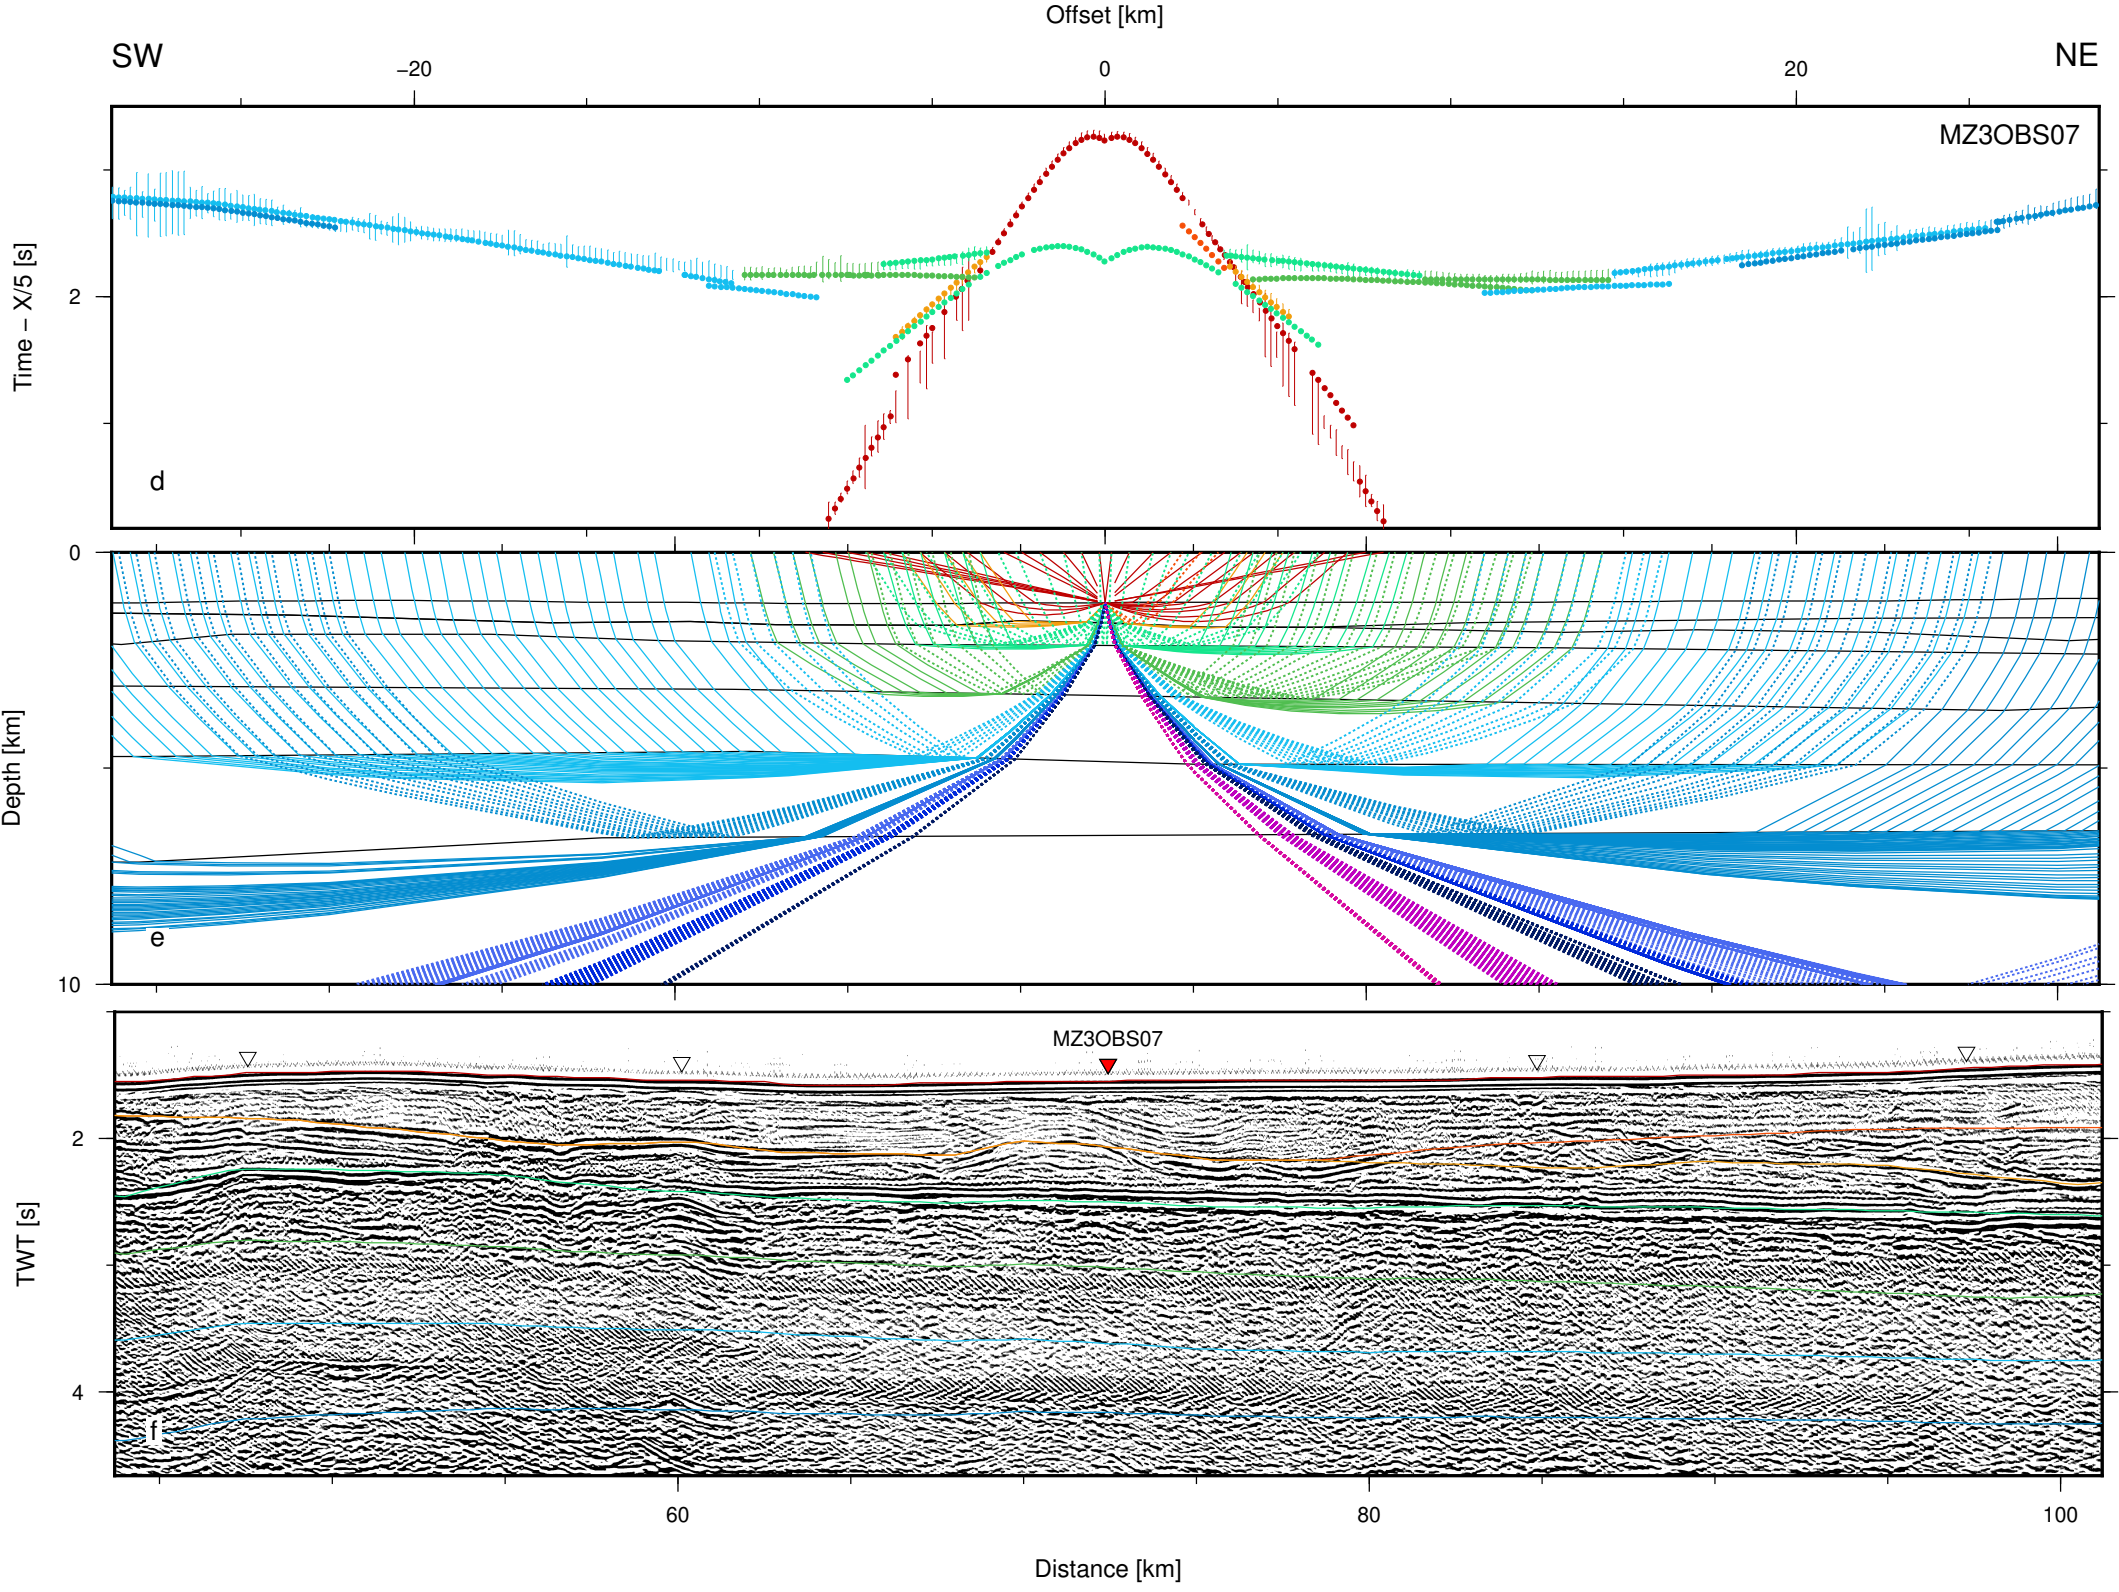 Offset [km]
SW NE
−20 0 20
MZ3OBS07
Time − X/5 [s]
2
d
0
Depth [km]
e
10
MZ3OBS07
2
TWT [s]
4
f
60 80 100
Distance [km]